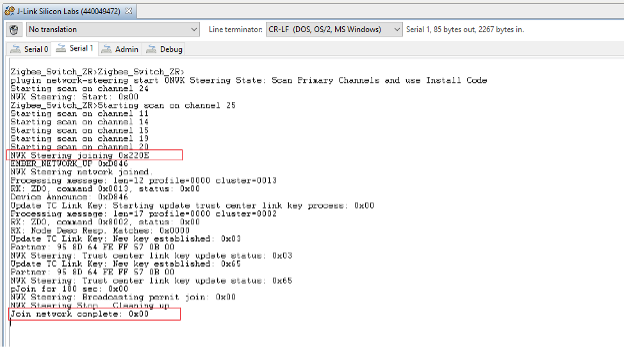 J-Link Silicon Labs (440049472)
No translation
Line terminator: CR-LF (DOS, OS/2, MS Windows)
Serial 1, 85 bytes out, 2267 bytes in.
Serial 0
Serial 1
Admin
Debug
Zigbee_Switch_ZR>Zigbee_Switch_ZR>
plugin network-steering start 0NWK Steering State: Scan Primary Channels and use Install Code
Starting scan on channel 24
NWK Steering: Start: 0x00
Zigbee_Switch_ZR>Starting scan on channel 25
Starting scan on channel 11
Starting scan on channel 14
Starting scan on channel 15
Starting scan on channel 19
Starting scan on channel 20
NWK Steering joining 0x220E
EMBER_NETWORK_UP 0xD846
NWK Steering network joined.
Processing message: len=12 profile=0000 cluster=0013
RX: ZDO, command 0x0013, status: 0x00
Device Announce: 0xD846
Update TC Link Key: Starting update trust center link key process: 0x00
Processing message: len=17 profile=0000 cluster=8002
RX: ZDO, command 0x8002, status: 0x00
RX: Node Desc Resp, Matches: 0x0000
Update TC Link Key: New key established: 0x03
Partner: 95 8D 64 FE FF 57 0B 00
NWK Steering: Trust center link key update status: 0x03
Update TC Link Key: New key established: 0x65
Partner: 95 8D 64 FE FF 57 0B 00
NWK Steering: Trust center link key update status: 0x65
pJoin for 100 sec: 0x00
NWK Steering: Broadcasting permit join: 0x00
NWK Steering Stop. Cleaning up.
Join network complete: 0x00